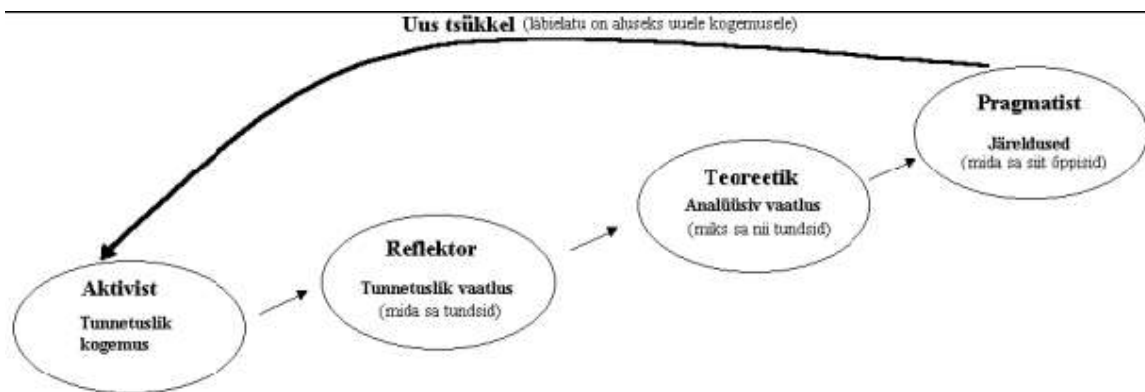 Uus tsükkel (läbielatu on aluseks uuele kogemusele)
Pragmatist
Järeldused
(mida sa siit õppisid)
Teoreetik
Analüüsiv vaatlus
(miks sa nii tundsid)
Reflektor
Tunnetuslik vaatlus
(mida sa tundsid)
Aktivist
Tunnetuslik
kogemus